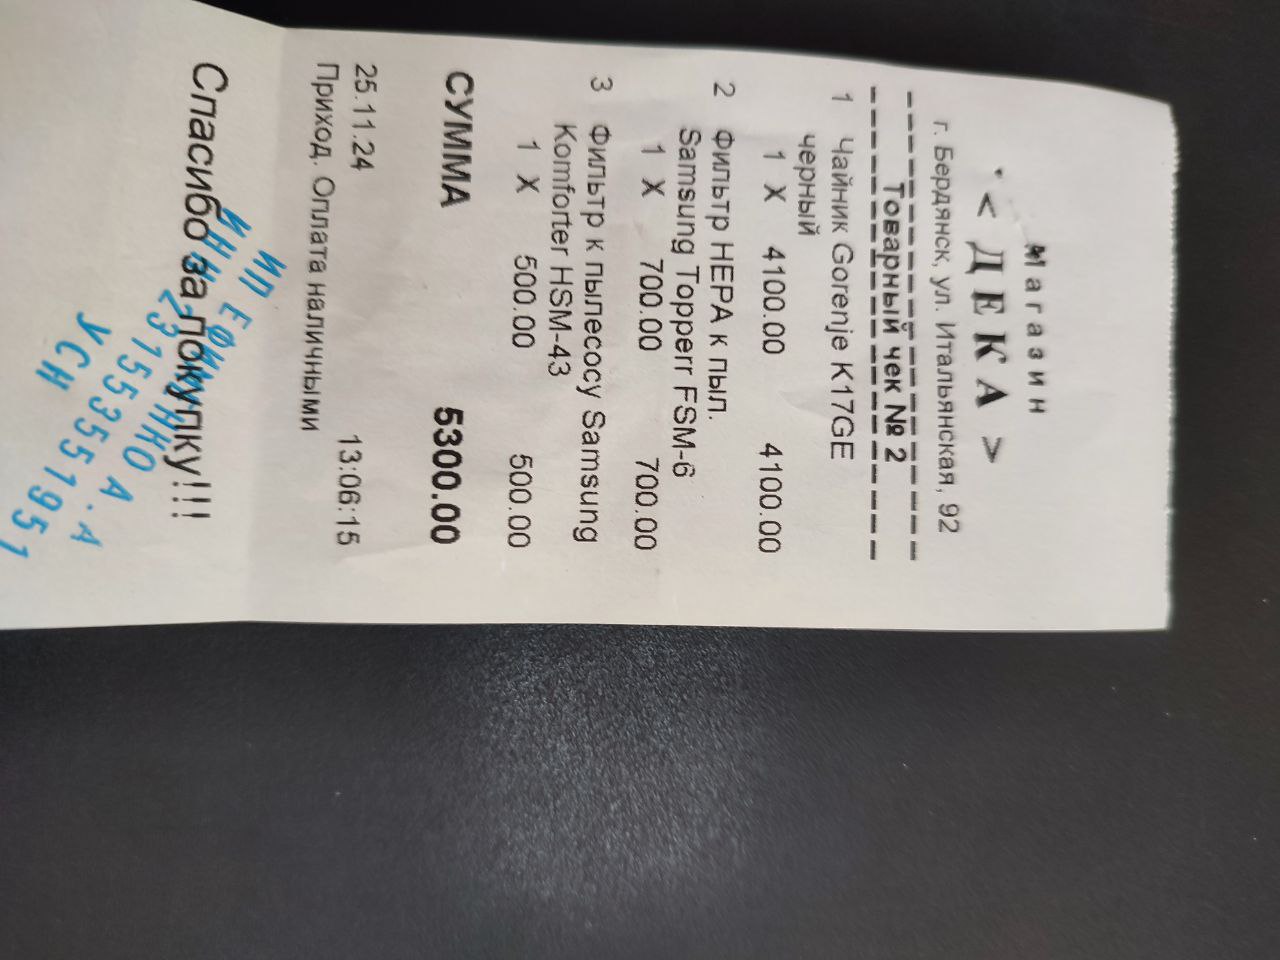 Магазин
< ДЕКА >
г. Бердянск, ул. Итальянская, 92
Товарный чек № 2
1 Чайник Gorenje K17GE
черный
1 X 4100.00 4100.00
2 Фильтр HEPA к пыл.
Samsung Topperr FSM-6
1 X 700.00 700.00
3 Фильтр к пылесосу Samsung
Komforter HSM-43
1 X 500.00 500.00
СУММА 5300.00
25.11.24 13:06:15
Приход. Оплата наличными
Спасибо за покупку!!!
ИП А.А
ИНН 231553551951
УСН